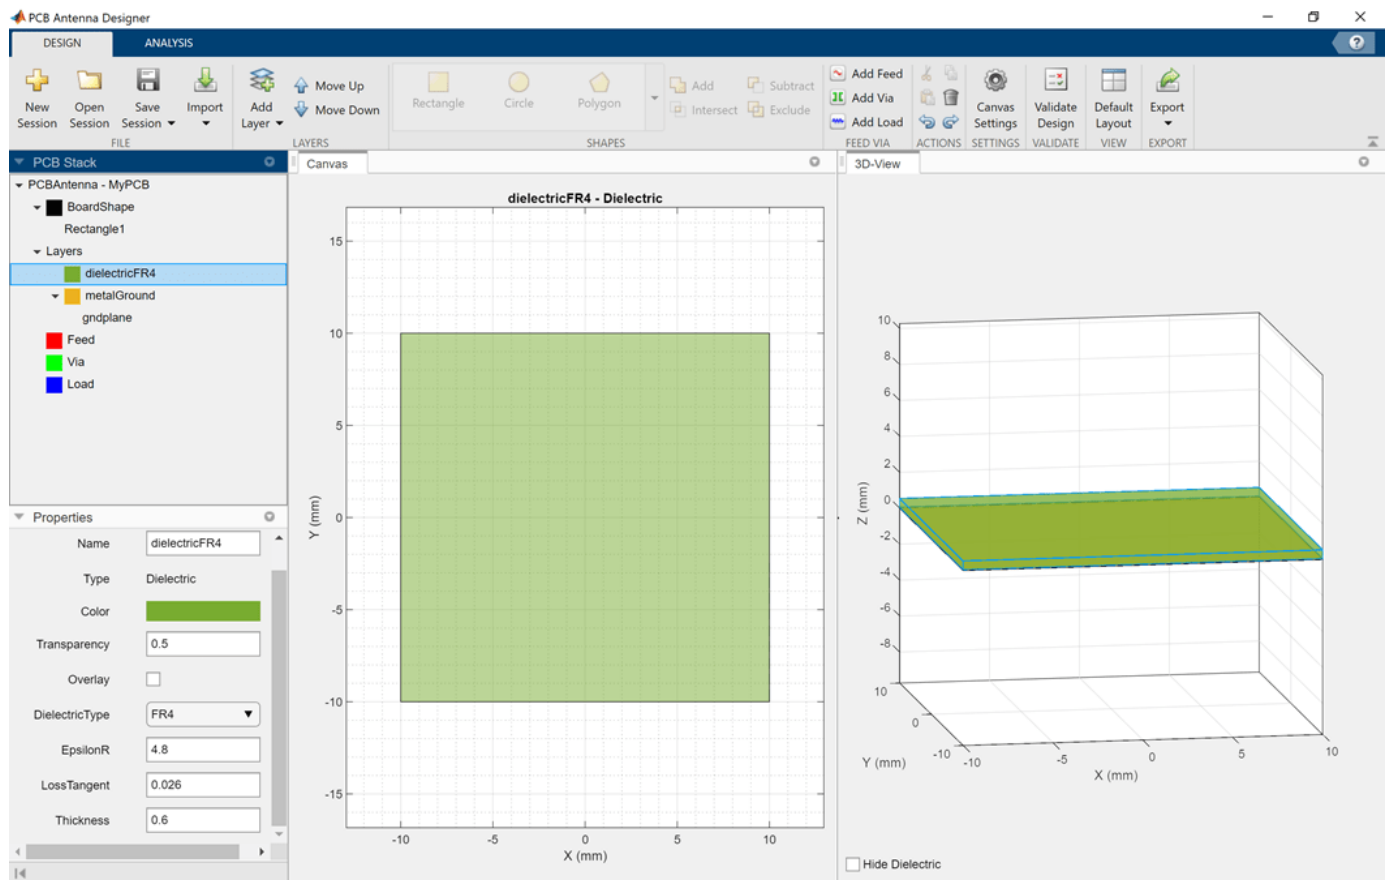 PCB Antenna Designer
DESIGN
ANALYSIS
?
New
Session
Open
Session
Save
Session
Import
Add
Layer
Move Up
Move Down
Rectangle
Circle
Polygon
Add
Subtract
Intersect
Exclude
Add Feed
Add Via
Add Load
Canvas
Settings
Validate
Design
Default
Layout
Export
FILE
LAYERS
SHAPES
FEED VIA
ACTIONS
SETTINGS
VALIDATE
VIEW
EXPORT
PCB Stack
PCBAntenna - MyPCB
BoardShape
Rectangle1
Layers
dielectricFR4
metalGround
gndplane
Feed
Via
Load
Properties
Name
dielectricFR4
Type
Dielectric
Color
Transparency
0.5
Overlay
DielectricType
FR4
EpsilonR
4.8
LossTangent
0.026
Thickness
0.6
Canvas
dielectricFR4 - Dielectric
15
10
5
0
-5
-10
-15
Y (mm)
-10
-5
0
5
10
X (mm)
3D-View
10
8
6
4
2
0
-2
-4
-6
-8
Z (mm)
10
0
-10
Y (mm)
-10
-5
0
5
10
X (mm)
Hide Dielectric